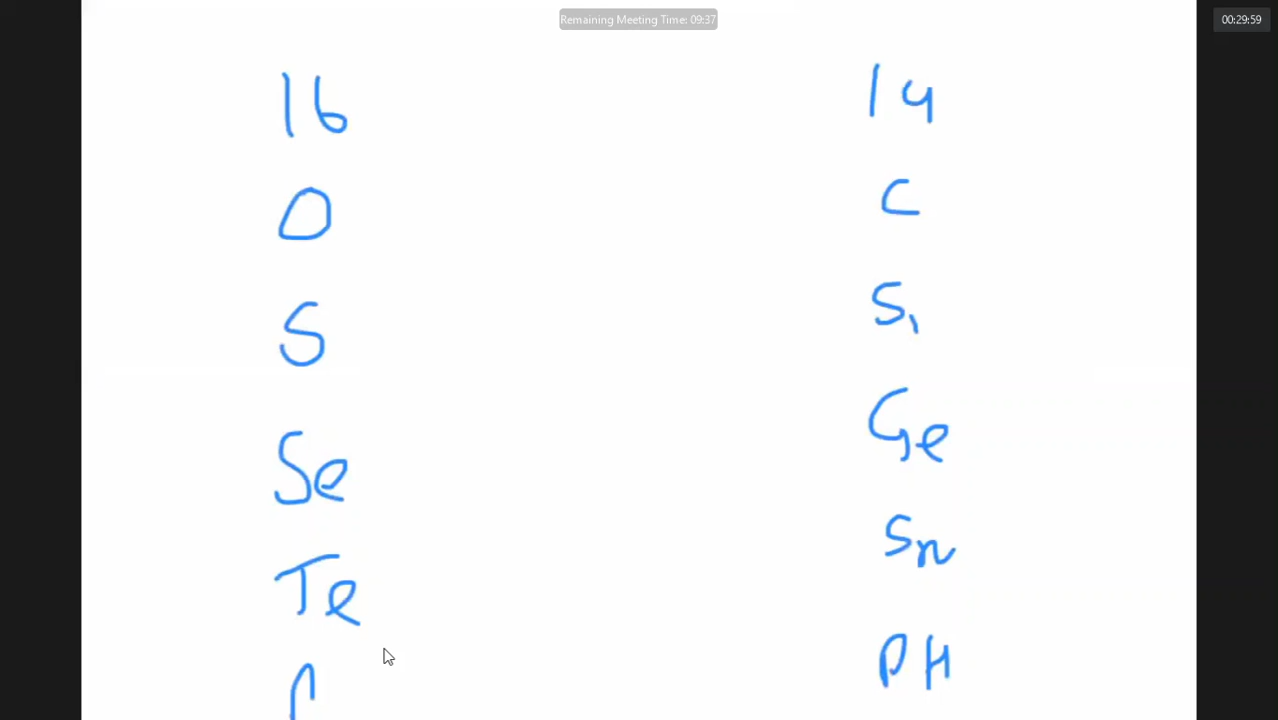 Remaining Meeting Time: 09:37
00:29:59
16
O
S
Se
Te
14
C
Si
Ge
Sn
PH